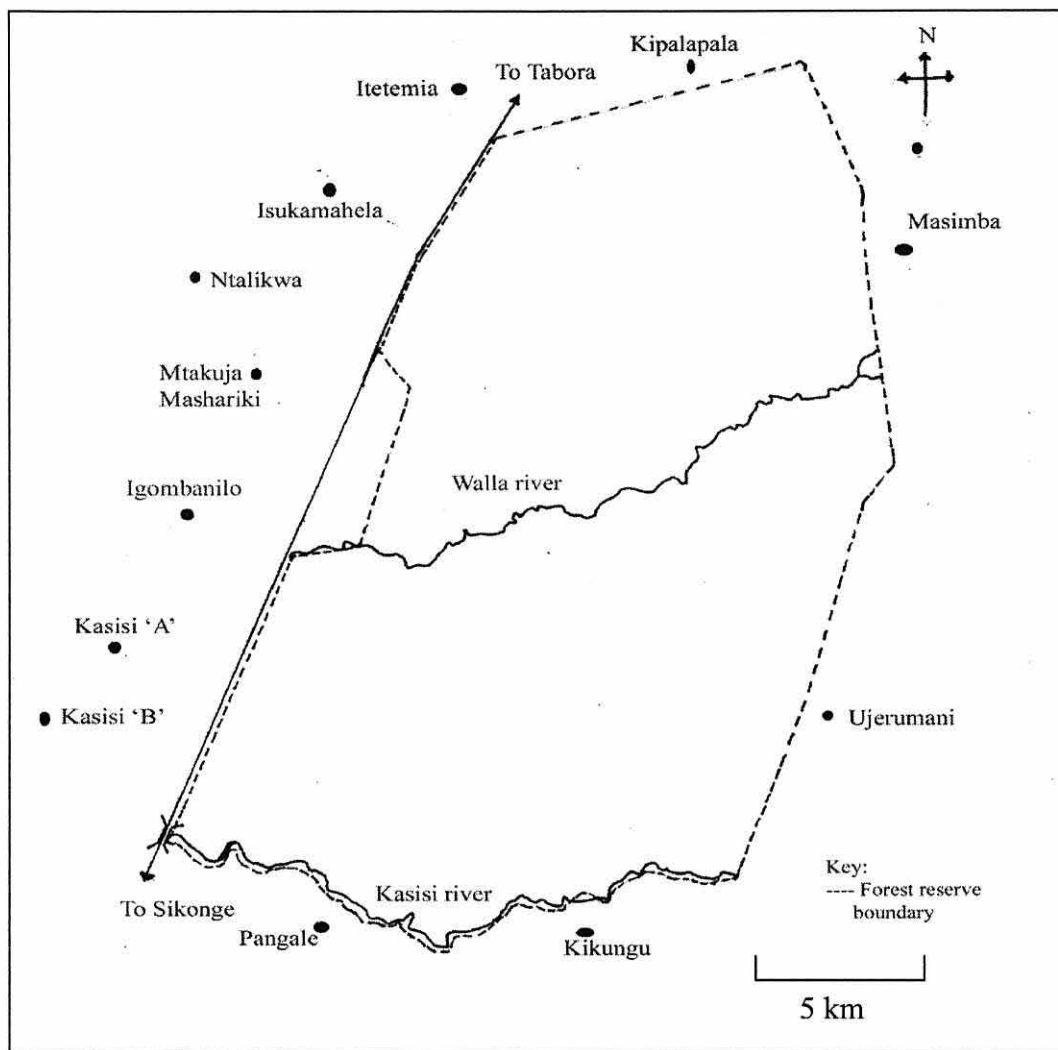 N
Kipalapala
To Tabora
Itetemia
Isukamahela
Masimba
Ntalikwa
Mtakuja
Mashariki
Igombanilo
Walla river
Kasisi ‘A’
Kasisi ‘B’
Ujerumani
Key:
---- Forest reserve
boundary
Kasisi river
To Sikonge
Pangale
Kikungu
5 km